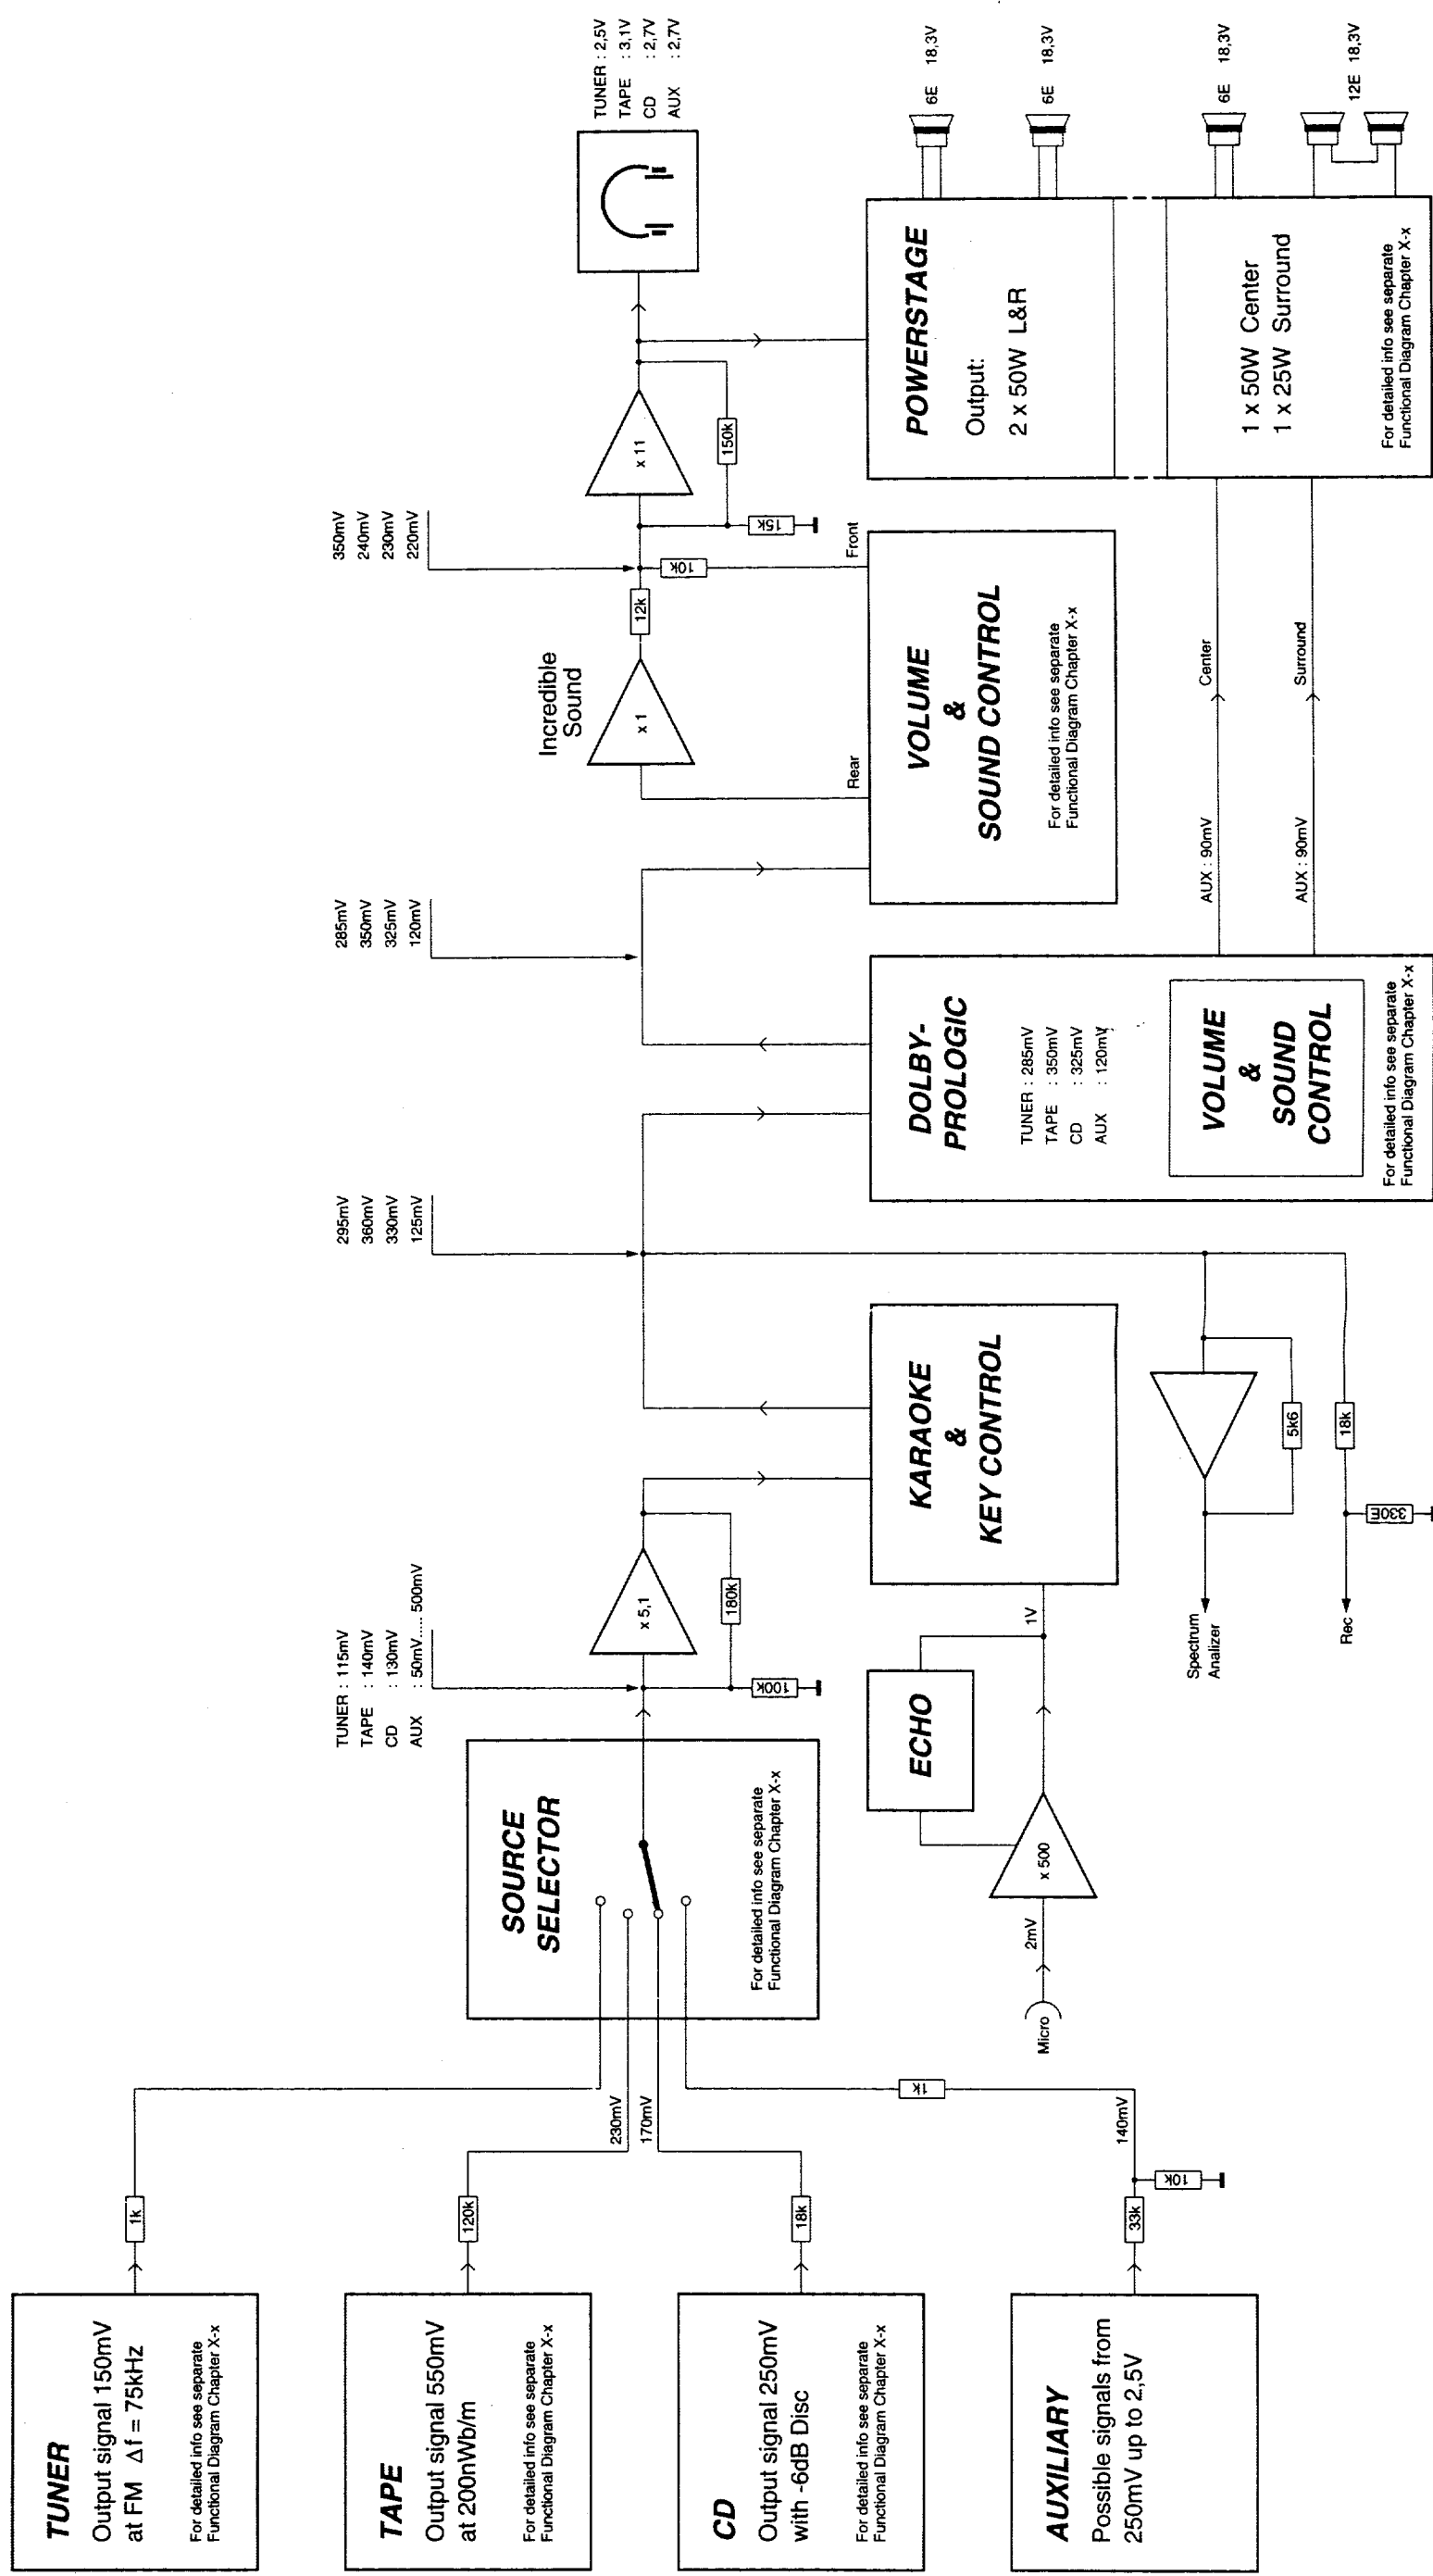 TUNER
Output signal 150mV
at FM Δf = 75kHz
For detailed info see separate
Functional Diagram Chapter X-x
1k
TAPE
Output signal 550mV
at 200nWb/m
For detailed info see separate
Functional Diagram Chapter X-x
120k
230mV
CD
Output signal 250mV
with -6dB Disc
For detailed info see separate
Functional Diagram Chapter X-x
18k
170mV
AUXILIARY
Possible signals from
250mV up to 2,5V
33k
10k
140mV
1k
SOURCE
SELECTOR
For detailed info see separate
Functional Diagram Chapter X-x
TUNER : 115mV
TAPE : 140mV
CD : 130mV
AUX : 50mV.... 500mV
x 5,1
180k
100k
Micro
2mV
x 500
ECHO
1V
KARAOKE
&
KEY CONTROL
295mV
360mV
330mV
125mV
Spectrum
Analizer
5k6
18k
330E
Rec
DOLBY-
PROLOGIC
TUNER : 285mV
TAPE : 350mV
CD : 325mV
AUX : 120mV
VOLUME
&
SOUND
CONTROL
For detailed info see separate
Functional Diagram Chapter X-x
285mV
350mV
325mV
120mV
AUX : 90mV
Center
AUX : 90mV
Surround
VOLUME
&
SOUND CONTROL
For detailed info see separate
Functional Diagram Chapter X-x
Rear
Front
Incredible
Sound
x 1
12k
10k
350mV
240mV
230mV
220mV
x 11
150k
15k
TUNER : 2,5V
TAPE : 3,1V
CD : 2,7V
AUX : 2,7V
POWERSTAGE
Output:
2 x 50W L&R
1 x 50W Center
1 x 25W Surround
For detailed info see separate
Functional Diagram Chapter X-x
6E 18,3V
6E 18,3V
6E 18,3V
12E 18,3V